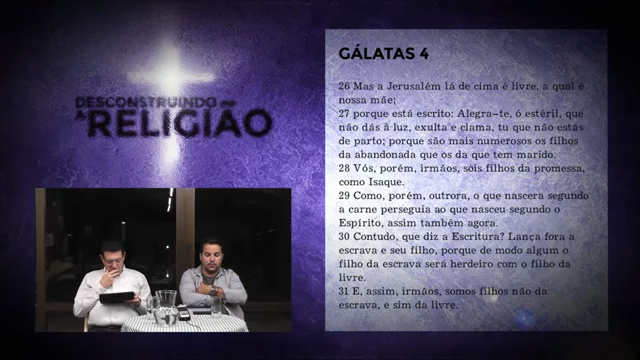 DESCONSTRUINDO
A RELIGIÃO
GÁLATAS 4
26 Mas a Jerusalém lá de cima é livre, a qual é
nossa mãe;
27 porque está escrito: Alegra-te, ó estéril, que
não dás à luz, exulta e clama, tu que não estás
de parto; porque são mais numerosos os filhos
da abandonada que os da que tem marido.
28 Vós, porém, irmãos, sois filhos da promessa,
como Isaque.
29 Como, porém, outrora, o que nascera segundo
a carne perseguia ao que nasceu segundo o
Espírito, assim também agora.
30 Contudo, que diz a Escritura? Lança fora a
escrava e seu filho, porque de modo algum o
filho da escrava será herdeiro com o filho da
livre.
31 E, assim, irmãos, somos filhos não da
escrava, e sim da livre.